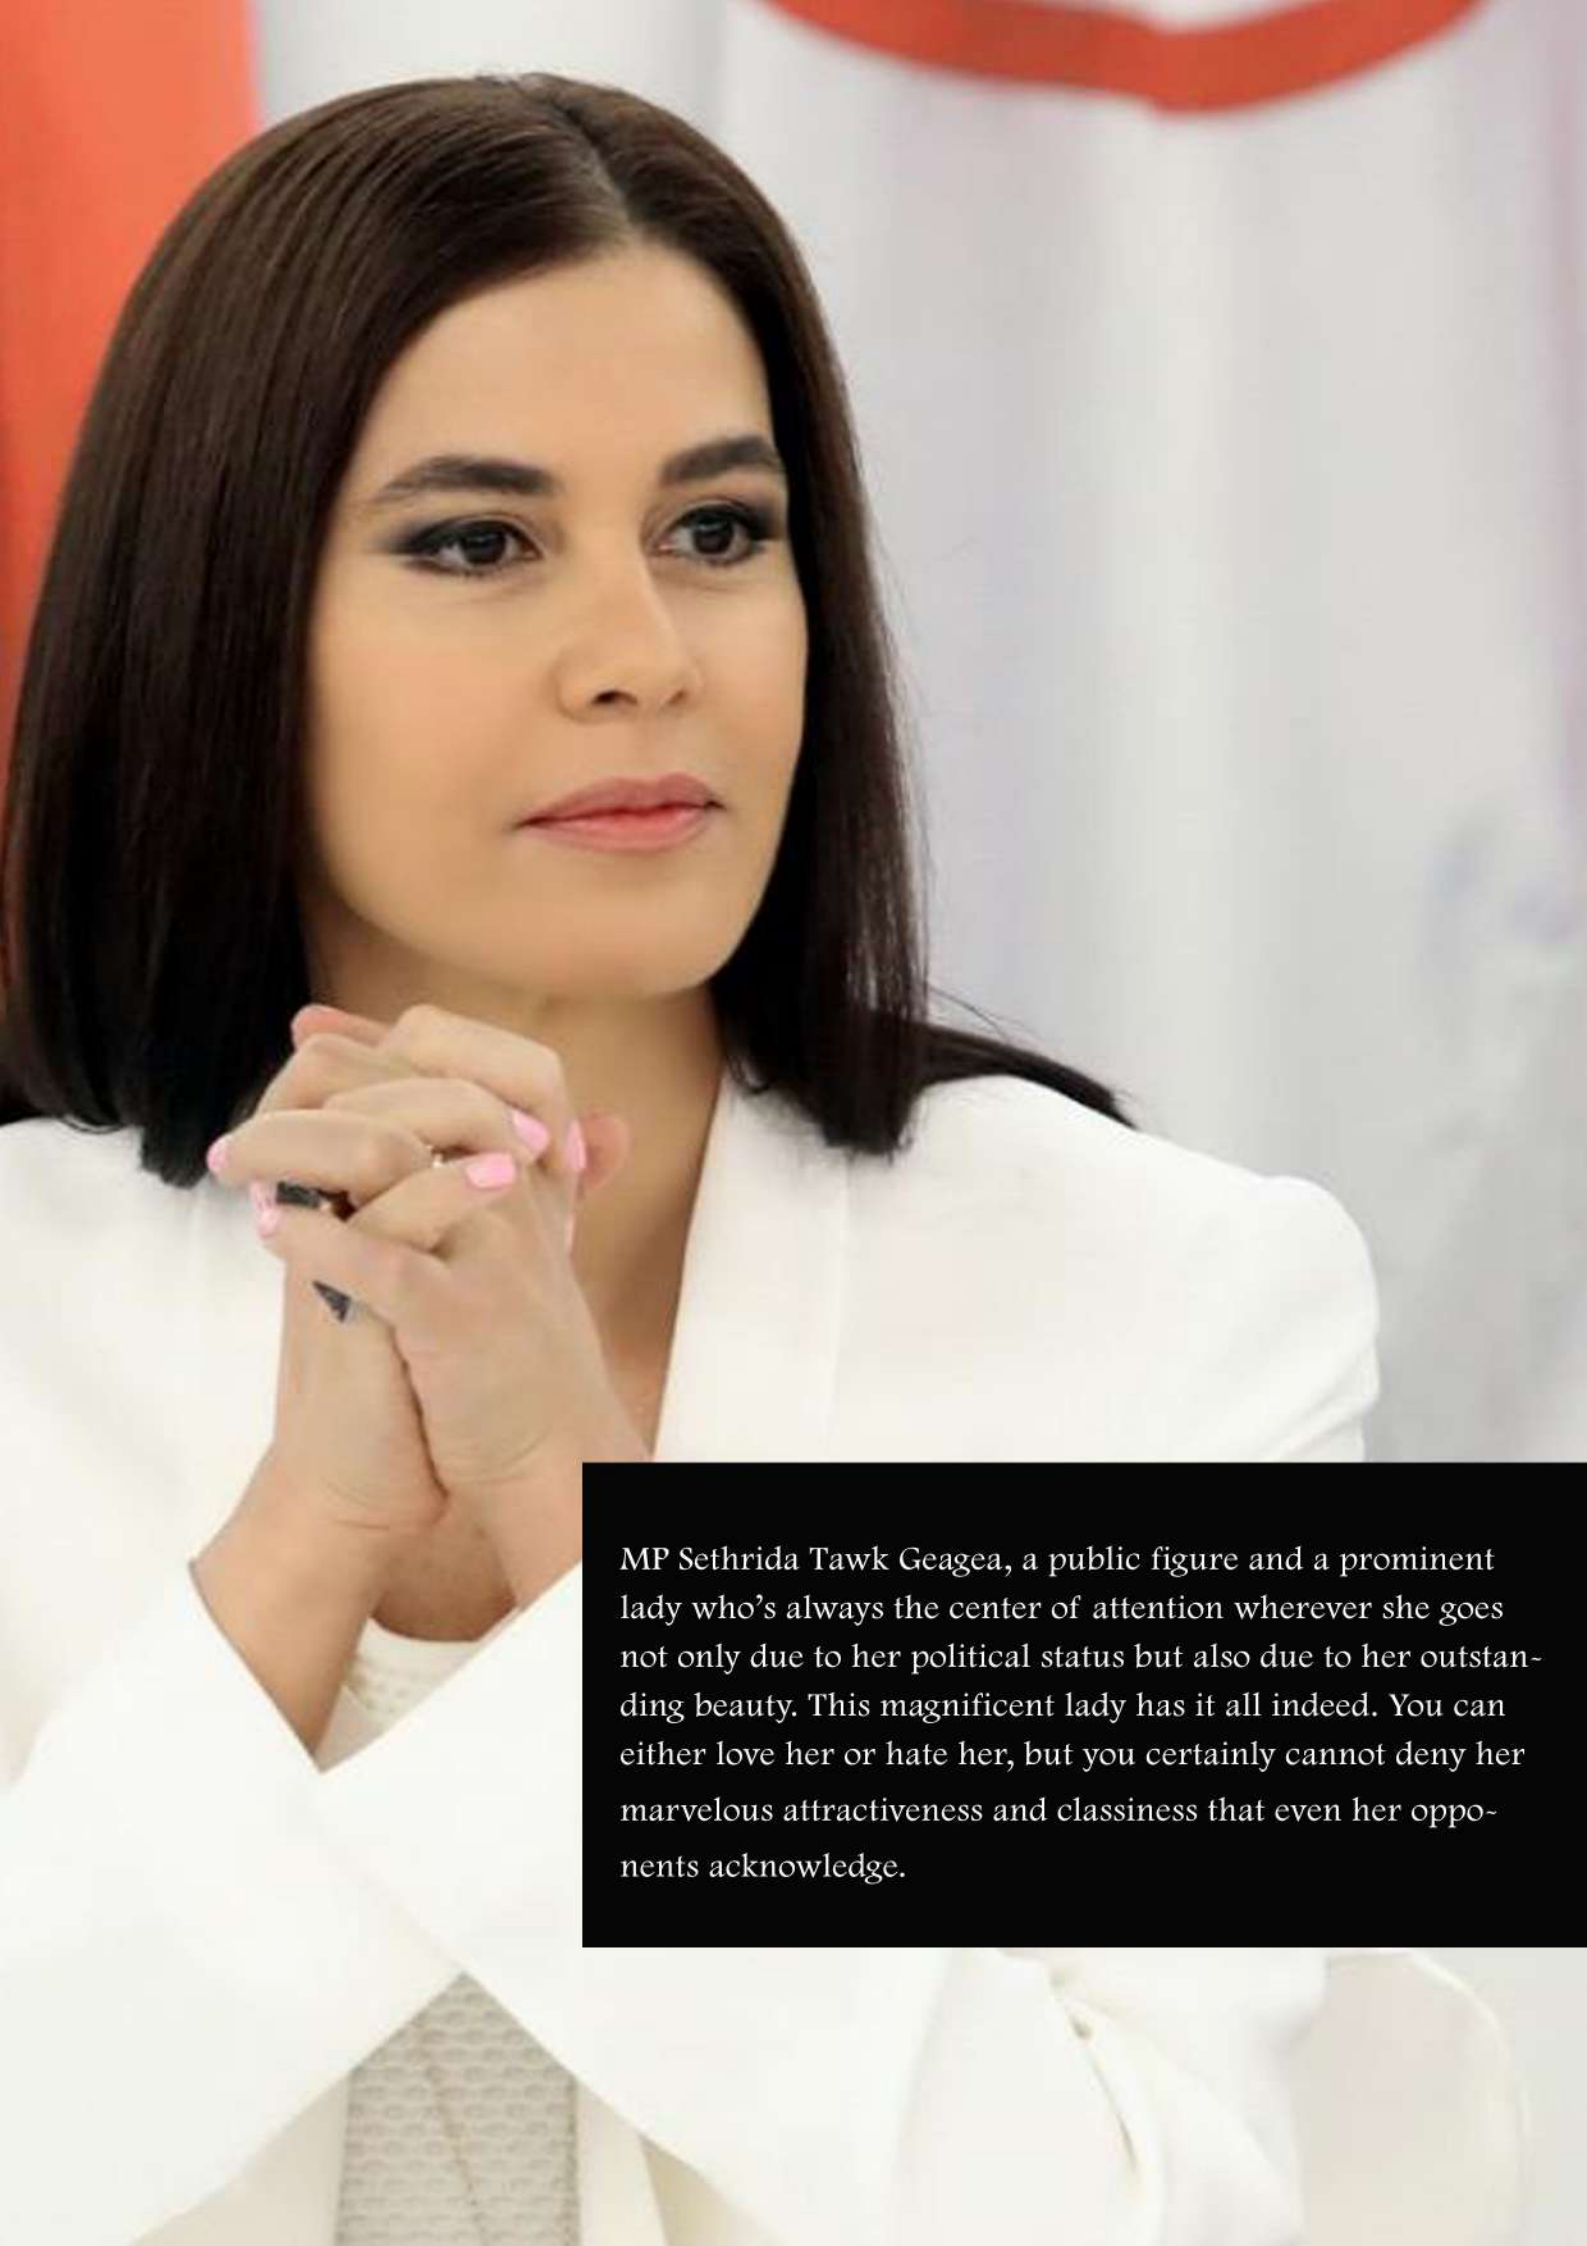 MP Sethrida Tawk Geagea, a public figure and a prominent
lady who's always the center of attention wherever she goes
not only due to her political status but also due to her outstan-
ding beauty. This magnificent lady has it all indeed. You can
either love her or hate her, but you certainly cannot deny her
marvelous attractiveness and classiness that even her oppo-
nents acknowledge.